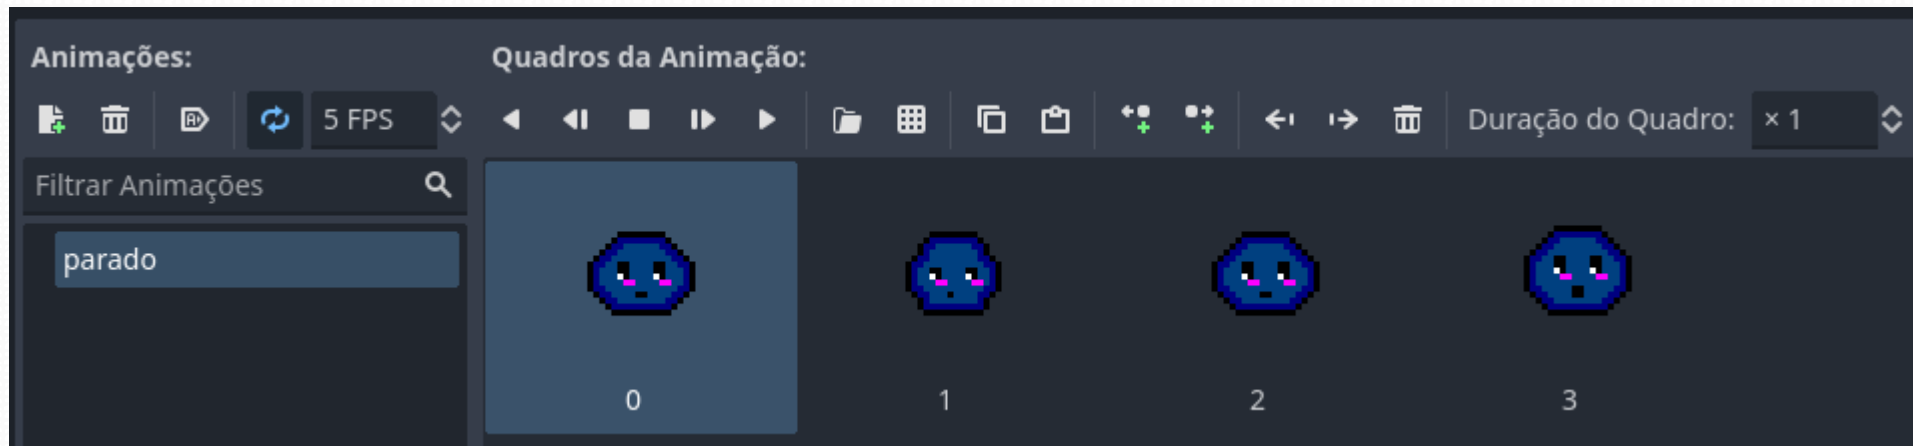 Animações:
Quadros da Animação:
5 FPS
Duração do Quadro:
× 1
Filtrar Animações
parado
0
1
2
3